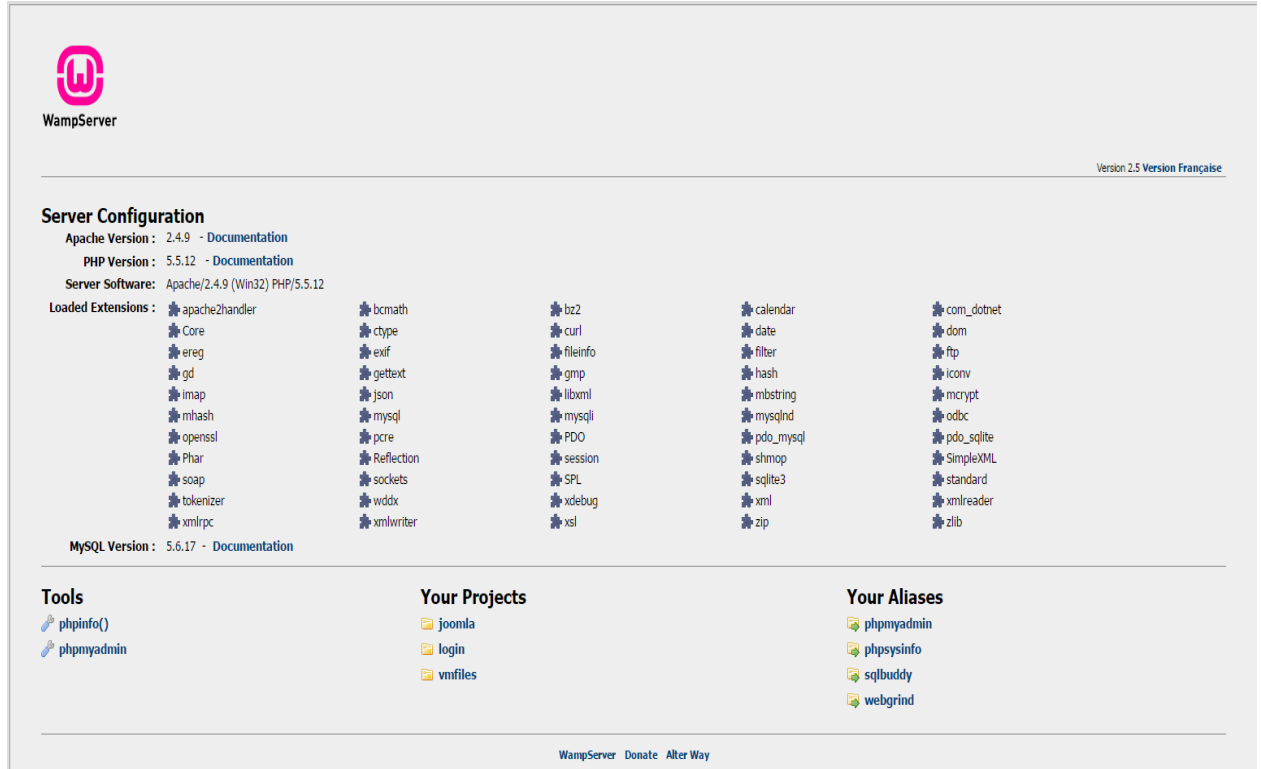 WampServer
Version 2.5 Version Française
Server Configuration
Apache Version : 2.4.9 - Documentation
PHP Version : 5.5.12 - Documentation
Server Software: Apache/2.4.9 (Win32) PHP/5.5.12
Loaded Extensions : apache2handler bcmath bz2 calendar com_dotnet
Core ctype curl date dom
ereg exif fileinfo filter ftp
gd gettext gmp hash iconv
imap json libxml mbstring mcrypt
mhash mysql mysqli mysqlnd odbc
openssl pcre PDO pdo_mysql pdo_sqlite
Phar Reflection session shmop SimpleXML
soap sockets SPL sqlite3 standard
tokenizer wddx xdebug xml xmlreader
xmlrpc xmlwriter xsl zip zlib
MySQL Version : 5.6.17 - Documentation
Tools Your Projects Your Aliases
phpinfo() joomla phpmyadmin
phpmyadmin login phpsysinfo
vmfiles sqlbuddy
webgrind
WampServer Donate Alter Way